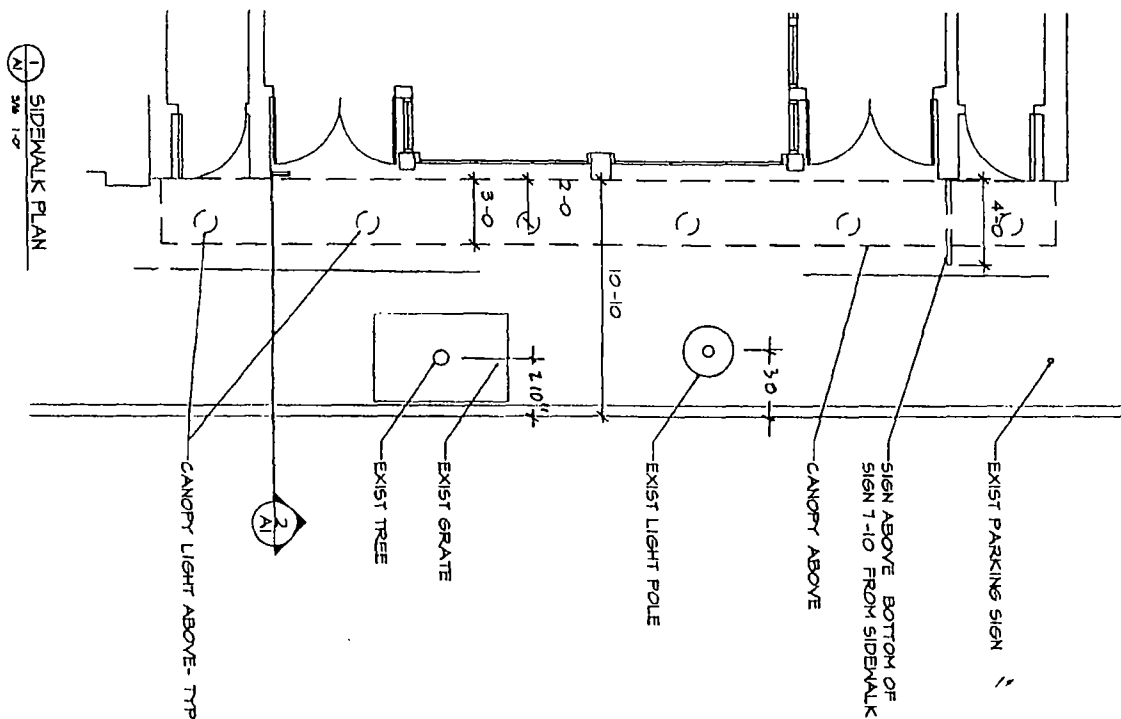 1
A1
SIDEWALK PLAN
3/16 1-0
3-0
2-0
4'-0
10-10
2 10"
3 0
CANOPY LIGHT ABOVE- TYP
2
A1
EXIST TREE
EXIST GRATE
EXIST LIGHT POLE
CANOPY ABOVE
SIGN ABOVE BOTTOM OF
SIGN 7-10 FROM SIDEWALK
EXIST PARKING SIGN